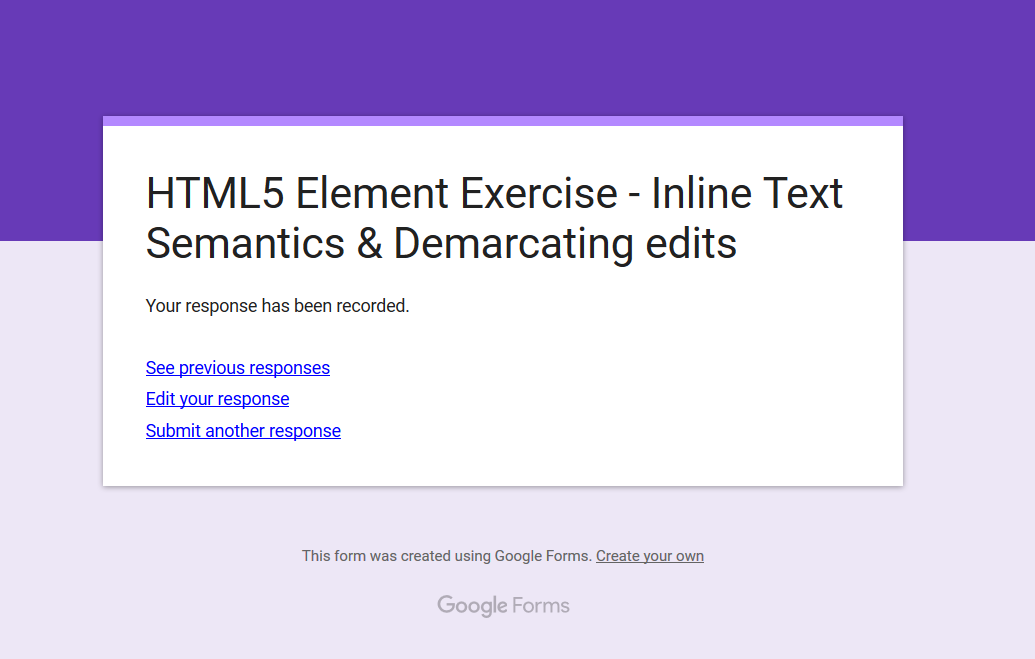 HTML5 Element Exercise - Inline Text
Semantics & Demarcating edits
Your response has been recorded.
See previous responses
Edit your response
Submit another response
This form was created using Google Forms. Create your own
Google Forms